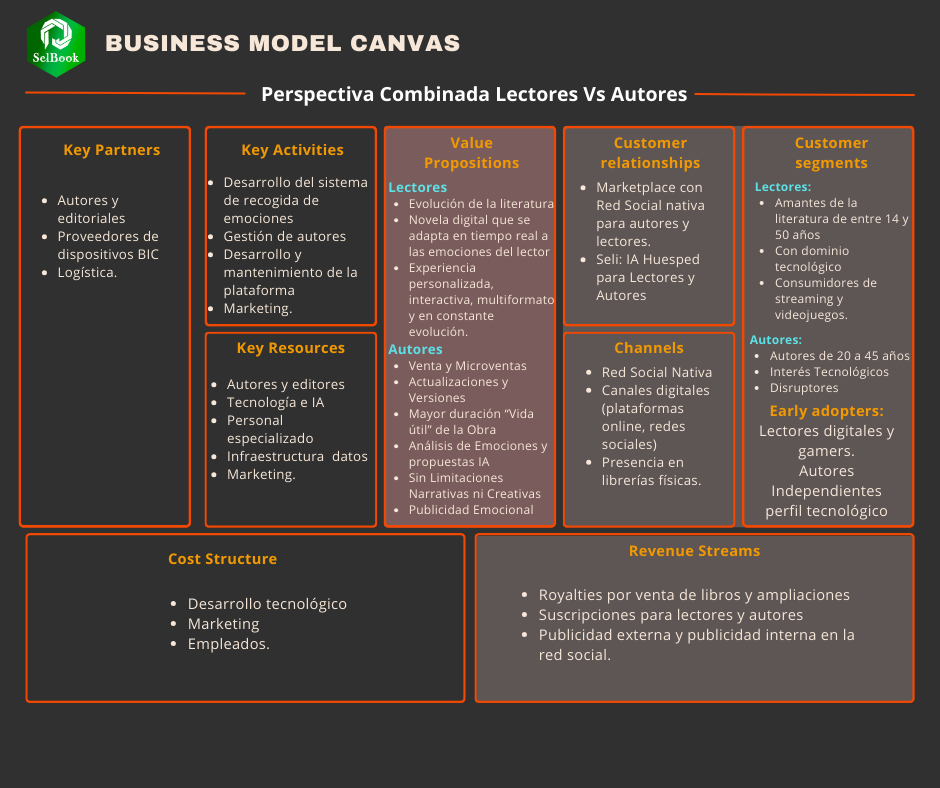 SelBook
BUSINESS MODEL CANVAS
Perspectiva Combinada Lectores Vs Autores
Key Partners
Autores y
editoriales
Proveedores de
dispositivos BIC
Logística.
Key Activities
Desarrollo del sistema
de recogida de
emociones
Gestión de autores
Desarrollo y
mantenimiento de la
plataforma
Marketing.
Key Resources
Autores y editores
Tecnología e IA
Personal
especializado
Infraestructura datos
Marketing.
Value
Propositions
Lectores
Evolución de la literatura
Novela digital que se
adapta en tiempo real a
las emociones del lector
Experiencia
personalizada,
interactiva, multiformato
y en constante
evolución.
Autores
Venta y Microventas
Actualizaciones y
Versiones
Mayor duración “Vida
útil” de la Obra
Análisis de Emociones y
propuestas IA
Sin Limitaciones
Narrativas ni Creativas
Publicidad Emocional
Customer
relationships
Marketplace con
Red Social nativa
para autores y
lectores.
Seli: IA Huesped
para Lectores y
Autores
Channels
Red Social Nativa
Canales digitales
(plataformas
online, redes
sociales)
Presencia en
librerías físicas.
Customer
segments
Lectores:
Amantes de la
literatura de entre 14 y
50 años
Con dominio
tecnológico
Consumidores de
streaming y
videojuegos.
Autores:
Autores de 20 a 45 años
Interés Tecnológicos
Disruptores
Early adopters:
Lectores digitales y
gamers.
Autores
Independientes
perfil tecnológico
Cost Structure
Desarrollo tecnológico
Marketing
Empleados.
Revenue Streams
Royalties por venta de libros y ampliaciones
Suscripciones para lectores y autores
Publicidad externa y publicidad interna en la
red social.